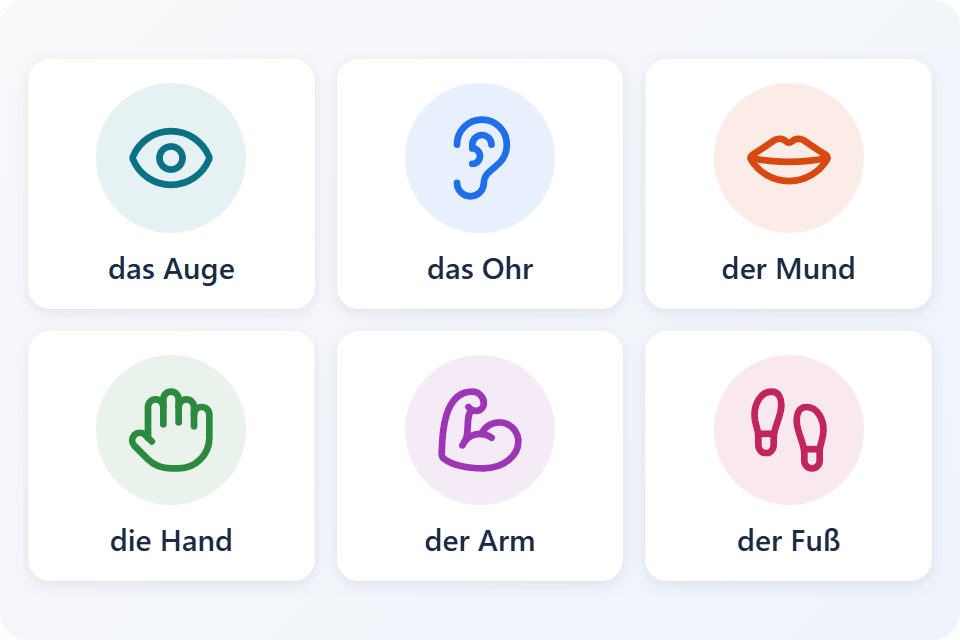 das Auge
das Ohr
der Mund
die Hand
der Arm
der Fuß